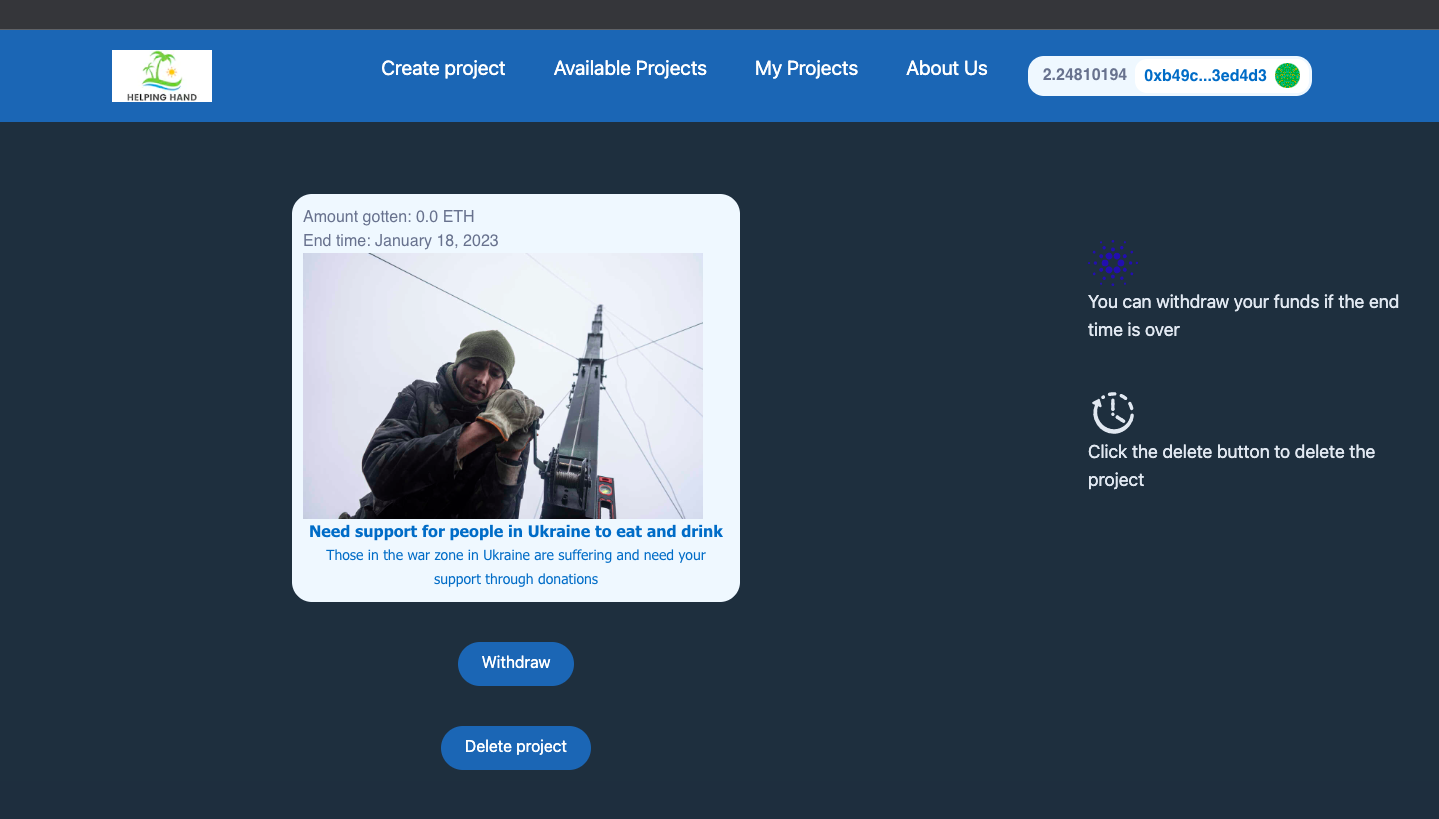 HELPING HAND
Create project
Available Projects
My Projects
About Us
2.24810194
0xb49c...3ed4d3
Amount gotten: 0.0 ETH
End time: January 18, 2023
Need support for people in Ukraine to eat and drink
Those in the war zone in Ukraine are suffering and need your
support through donations
Withdraw
Delete project
You can withdraw your funds if the end
time is over
Click the delete button to delete the
project